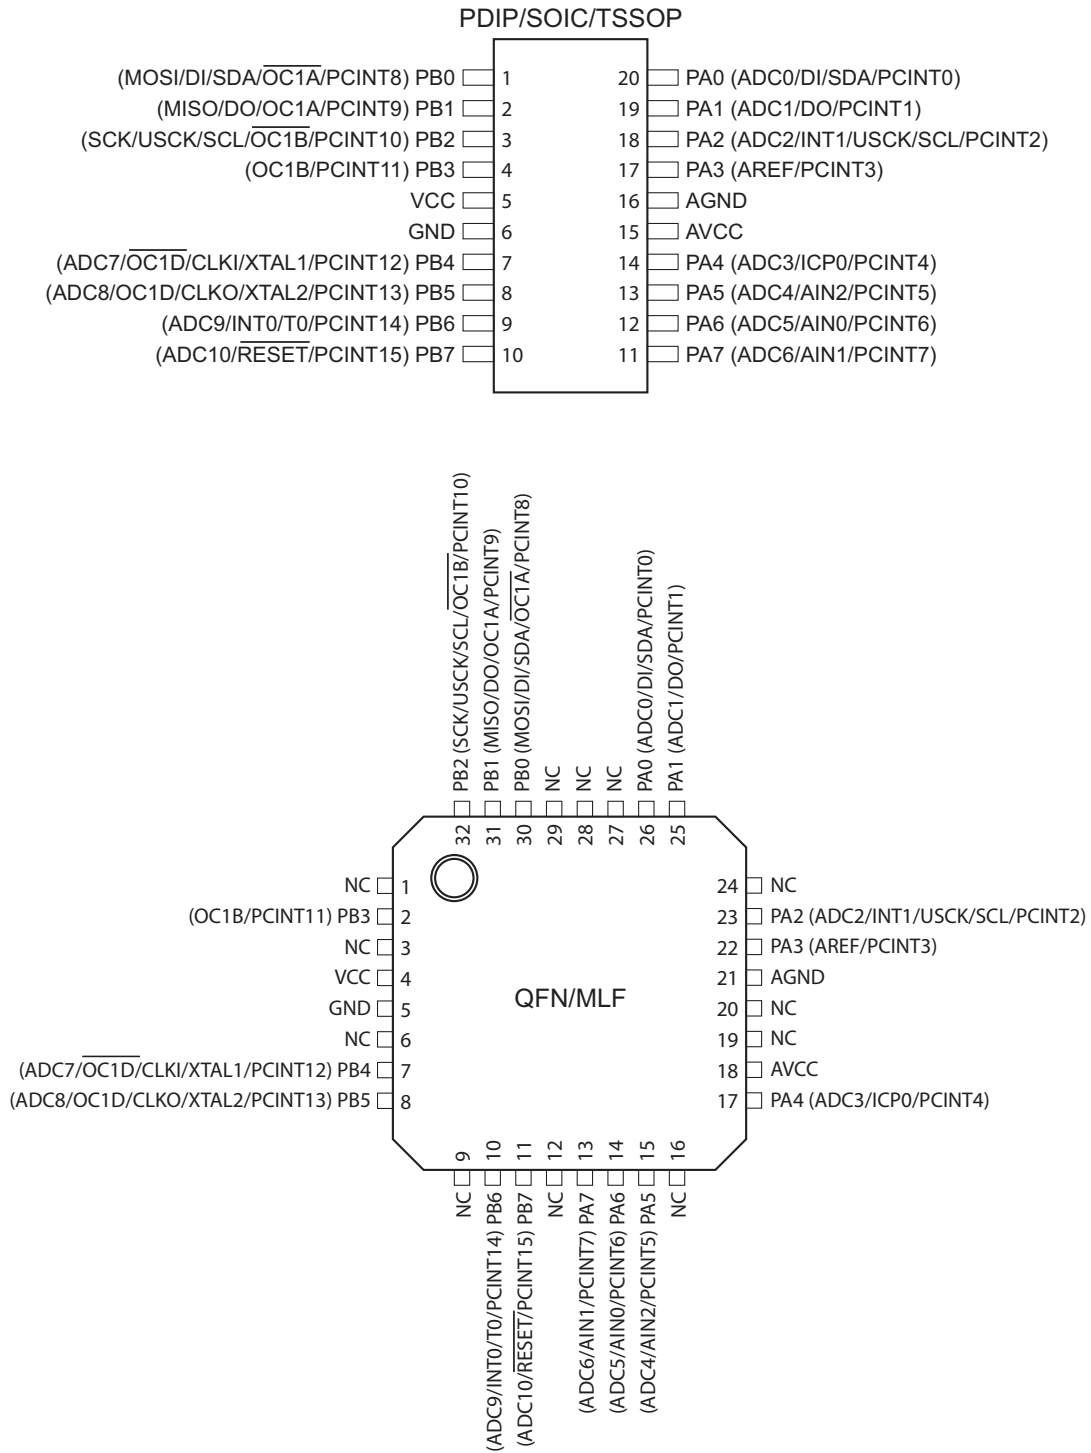 PDIP/SOIC/TSSOP
(MOSI/DI/SDA/OC1A/PCINT8) PB0 1 20 PA0 (ADC0/DI/SDA/PCINT0)
(MISO/DO/OC1A/PCINT9) PB1 2 19 PA1 (ADC1/DO/PCINT1)
(SCK/USCK/SCL/OC1B/PCINT10) PB2 3 18 PA2 (ADC2/INT1/USCK/SCL/PCINT2)
(OC1B/PCINT11) PB3 4 17 PA3 (AREF/PCINT3)
VCC 5 16 AGND
GND 6 15 AVCC
(ADC7/OC1D/CLKI/XTAL1/PCINT12) PB4 7 14 PA4 (ADC3/ICP0/PCINT4)
(ADC8/OC1D/CLKO/XTAL2/PCINT13) PB5 8 13 PA5 (ADC4/AIN2/PCINT5)
(ADC9/INT0/T0/PCINT14) PB6 9 12 PA6 (ADC5/AIN0/PCINT6)
(ADC10/RESET/PCINT15) PB7 10 11 PA7 (ADC6/AIN1/PCINT7)
32 PB2 (SCK/USCK/SCL/OC1B/PCINT10)
31 PB1 (MISO/DO/OC1A/PCINT9)
30 PB0 (MOSI/DI/SDA/OC1A/PCINT8)
29 NC
28 NC
27 NC
26 PA0 (ADC0/DI/SDA/PCINT0)
25 PA1 (ADC1/DO/PCINT1)
NC 1 24 NC
(OC1B/PCINT11) PB3 2 23 PA2 (ADC2/INT1/USCK/SCL/PCINT2)
NC 3 22 PA3 (AREF/PCINT3)
VCC 4 21 AGND
QFN/MLF
GND 5 20 NC
NC 6 19 NC
(ADC7/OC1D/CLKI/XTAL1/PCINT12) PB4 7 18 AVCC
(ADC8/OC1D/CLKO/XTAL2/PCINT13) PB5 8 17 PA4 (ADC3/ICP0/PCINT4)
NC 9
(ADC9/INT0/T0/PCINT14) PB6 10
(ADC10/RESET/PCINT15) PB7 11
NC 12
(ADC6/AIN1/PCINT7) PA7 13
(ADC5/AIN0/PCINT6) PA6 14
(ADC4/AIN2/PCINT5) PA5 15
NC 16